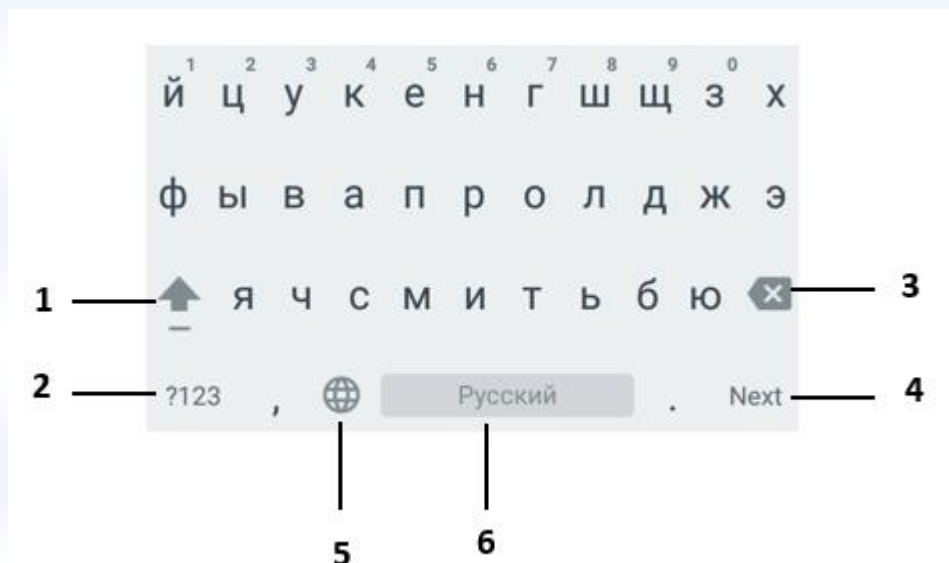 1 2 3 4 5 6 7 8 9 0
й ц у к е н г ш щ з х
ф ы в а п р о л д ж э
1 я ч с м и т ь б ю 3
2 ?123 , Русский . Next 4
5 6